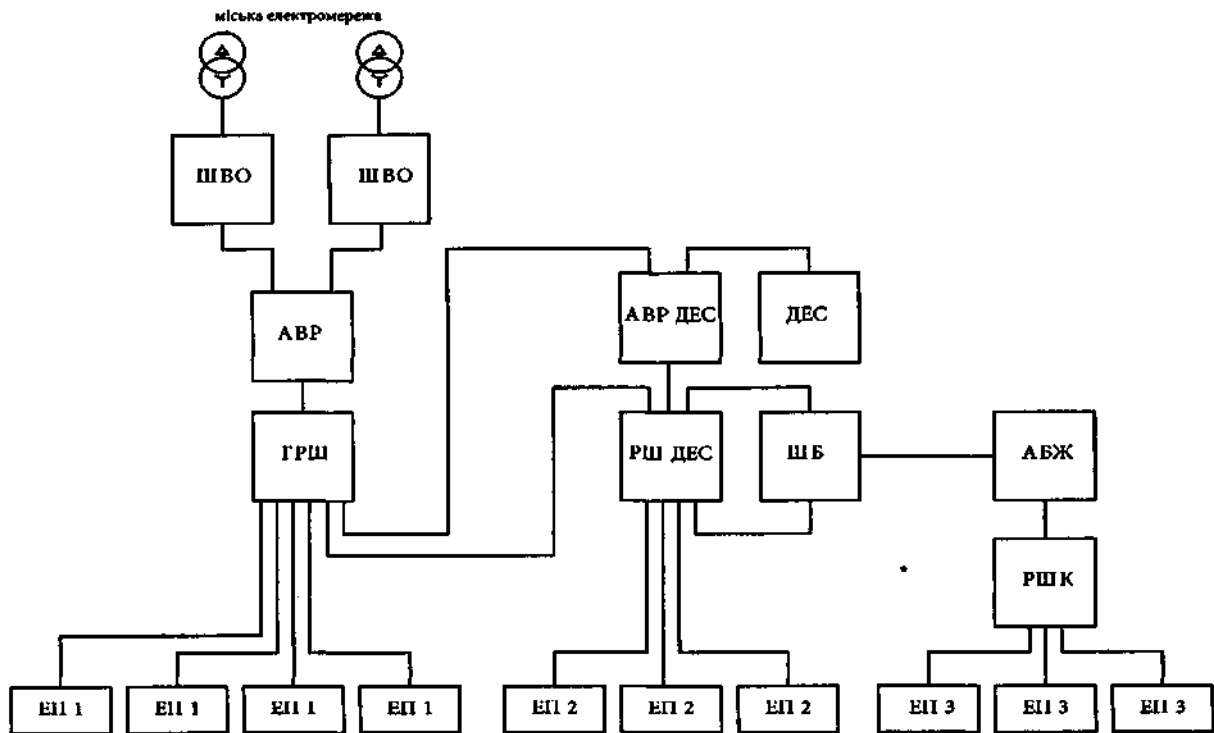 міська електромережа
ШВО ШВО
АВР АВР ДЕС ДЕС
ГРЩ РШ ДЕС ШБ АБЖ
РШК
ЕП 1 ЕП 1 ЕП 1 ЕП 1 ЕП 2 ЕП 2 ЕП 2 ЕП 3 ЕП 3 ЕП 3